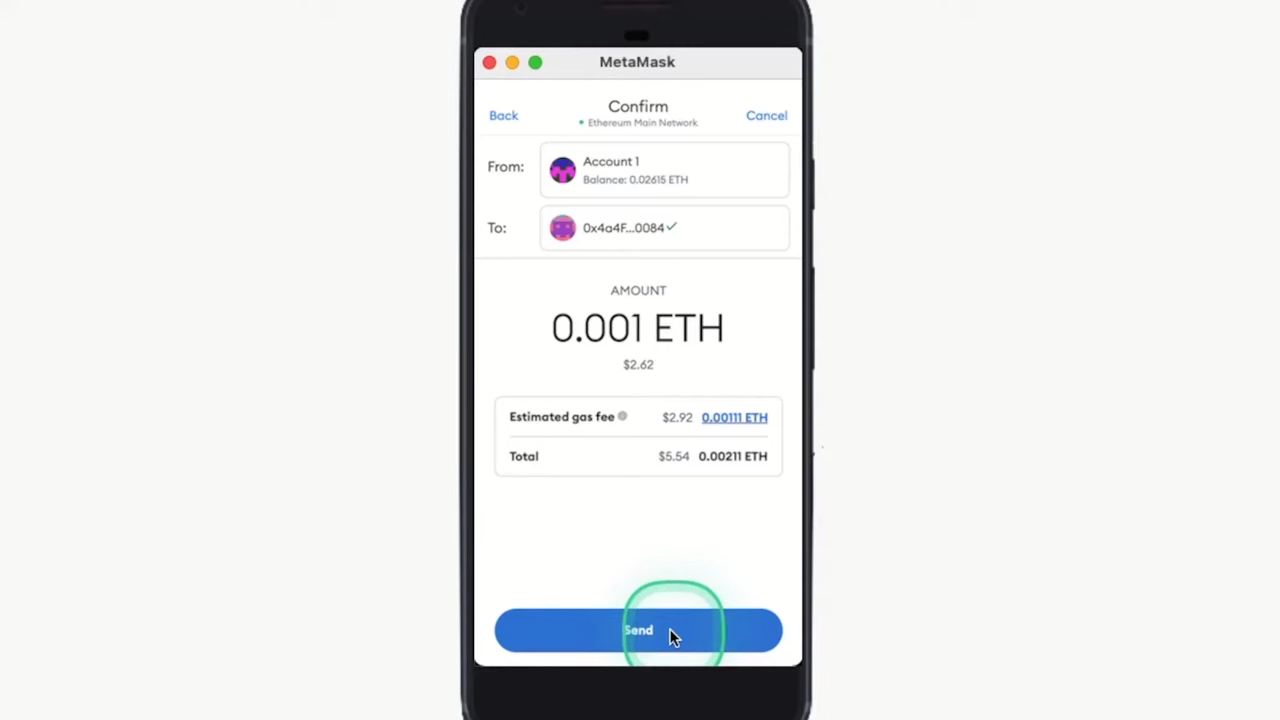 MetaMask
Back
Confirm
Ethereum Main Network
Cancel
From:
Account 1
Balance: 0.02615 ETH
To:
0x4a4F...0084
AMOUNT
0.001 ETH
$2.62
Estimated gas fee $2.92 0.00111 ETH
Total $5.54 0.00211 ETH
Send